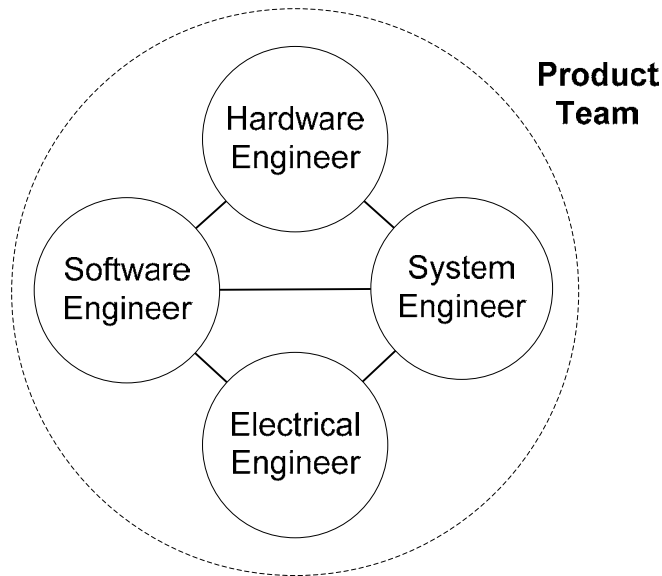 Product
Team
Hardware
Engineer
Software
Engineer
System
Engineer
Electrical
Engineer